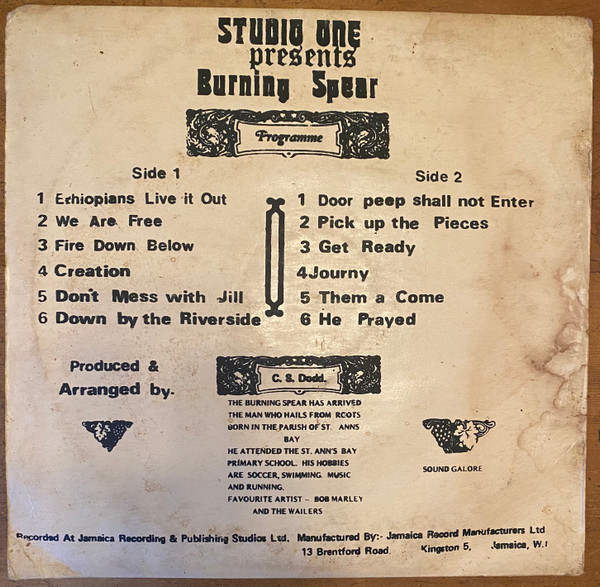 STUDIO ONE
presents
Burning Spear
Programme
Side 1
1 Ethiopians Live it Out
2 We Are Free
3 Fire Down Below
4 Creation
5 Don't Mess with Jill
6 Down by the Riverside
Side 2
1 Door peep shall not Enter
2 Pick up the Pieces
3 Get Ready
4 Journy
5 Them a Come
6 He Prayed
Produced &
Arranged by.
C. S. Dodd.
THE BURNING SPEAR HAS ARRIVED
THE MAN WHO HAILS FROM ROOTS
BORN IN THE PARISH OF ST. ANNS
BAY
HE ATTENDED THE ST. ANN'S BAY
PRIMARY SCHOOL. HIS HOBBIES
ARE SOCCER, SWIMMING. MUSIC
AND RUNNING.
FAVOURITE ARTIST – BOB MARLEY
AND THE WAILERS
SOUND GALORE
Recorded At Jamaica Recording & Publishing Studios Ltd. Manufactured By:- Jamaica Record Manufacturers Ltd
13 Brentford Road. Kingston 5, Jamaica, W.I